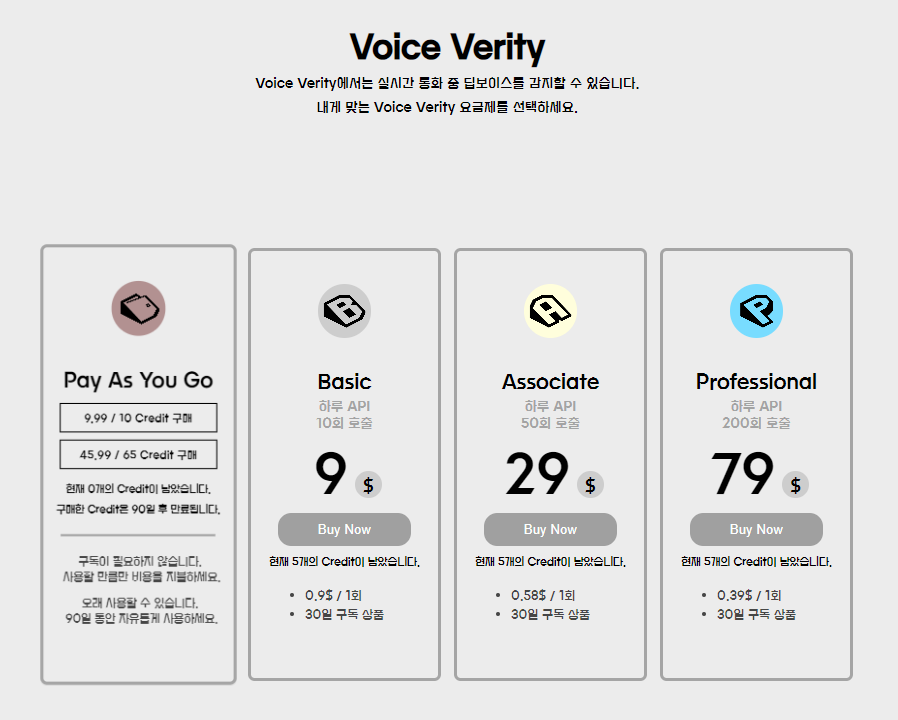 Voice Verity
Voice Verity에서는 실시간 통화 중 딥보이스를 감지할 수 있습니다.
내게 맞는 Voice Verity 요금제를 선택하세요.
Pay As You Go
9.99 / 10 Credit 구매
45.99 / 65 Credit 구매
현재 0개의 Credit이 남았습니다.
구매한 Credit은 90일 후 만료됩니다.
구독이 필요하지 않습니다.
사용할 만큼만 비용을 지불하세요.
오래 사용할 수 있습니다.
90일 동안 자유롭게 사용하세요.
Basic
하루 API
10회 호출
9 $
Buy Now
현재 5개의 Credit이 남았습니다.
• 0.9$ / 1회
• 30일 구독 상품
Associate
하루 API
50회 호출
29 $
Buy Now
현재 5개의 Credit이 남았습니다.
• 0.58$ / 1회
• 30일 구독 상품
Professional
하루 API
200회 호출
79 $
Buy Now
현재 5개의 Credit이 남았습니다.
• 0.39$ / 1회
• 30일 구독 상품